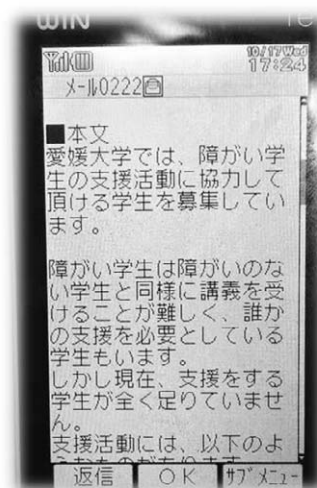 WIN
10/17Wed
17:24
メール0222
■本文
愛媛大学では、障がい学
生の支援活動に協力して
頂ける学生を募集してい
ます。
障がい学生は障がいのな
い学生と同様に講義を受
けることが難しく、誰か
の支援を必要としている
学生もいます。
しかし現在、支援をする
学生が全く足りていませ
ん。
支援活動には、以下のよ
返信 OK サブメニュー